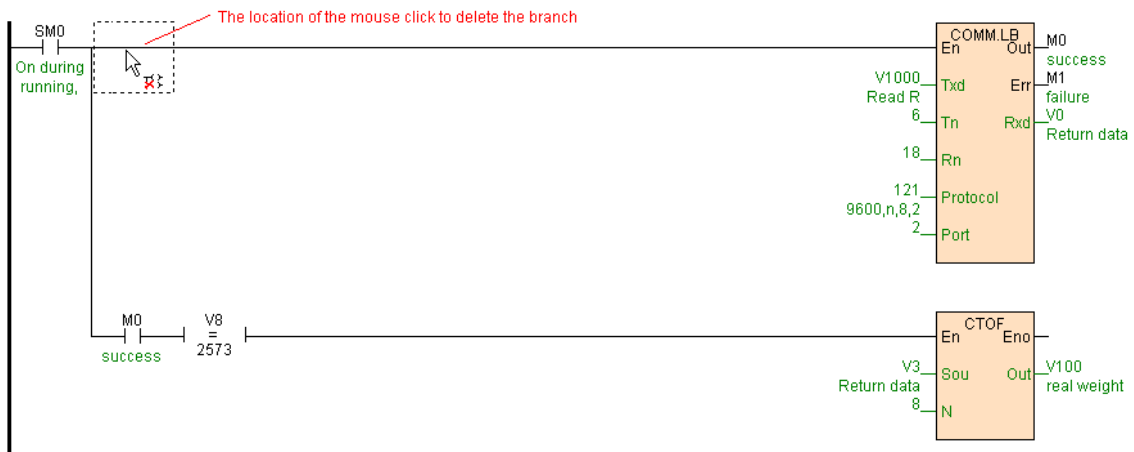 The location of the mouse click to delete the branch
SM0
On during
running,
COMM.LB
En Out
M0
success
V1000
Read R
Txd
Err
M1
failure
6
Tn
Rxd
V0
Return data
18
Rn
121
9600,n,8,2
Protocol
2
Port
M0
success
V8
=
2573
CTOF
En Eno
V3
Return data
Sou
Out
V100
real weight
8
N